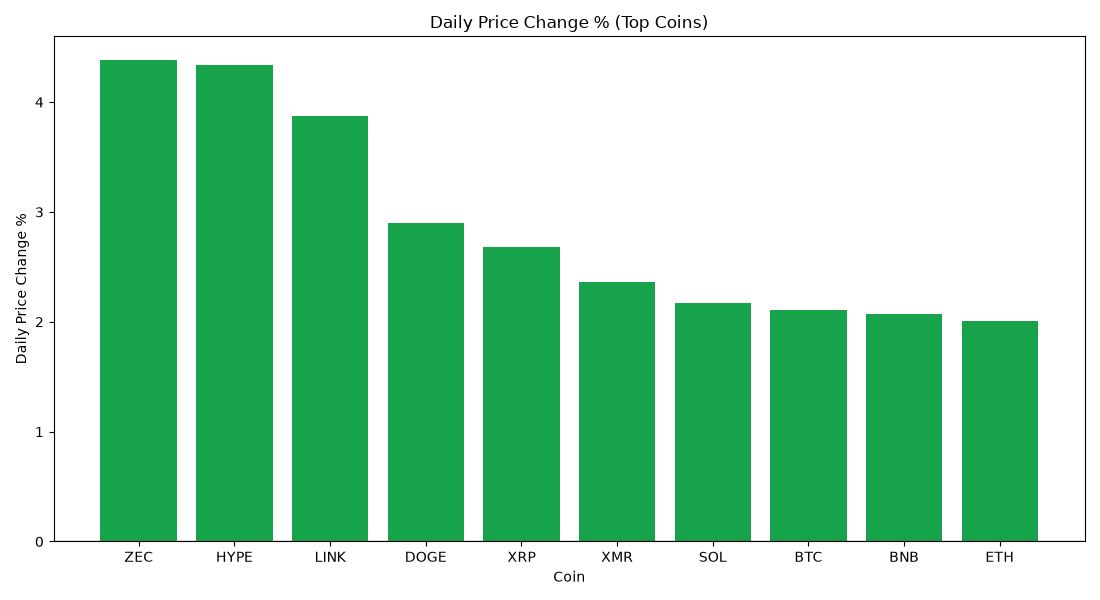 Daily Price Change % (Top Coins)
Daily Price Change %
4
3
2
1
0
ZEC HYPE LINK DOGE XRP XMR SOL BTC BNB ETH
Coin